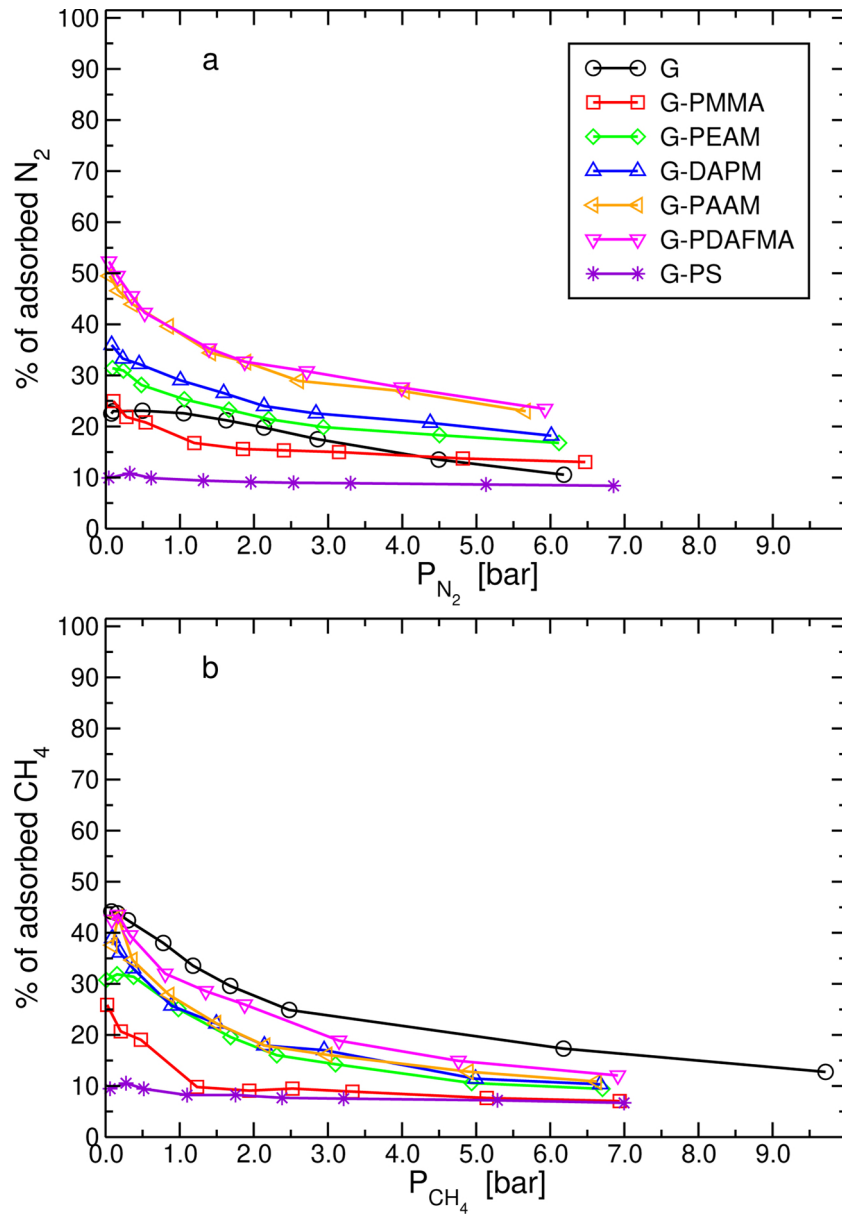 a
G
G-PMMA
G-PEAM
G-DAPM
G-PAAM
G-PDAFMA
G-PS
% of adsorbed N2
100
90
80
70
60
50
40
30
20
10
0
0.0 1.0 2.0 3.0 4.0 5.0 6.0 7.0 8.0 9.0
PN2 [bar]
b
% of adsorbed CH4
100
90
80
70
60
50
40
30
20
10
0
0.0 1.0 2.0 3.0 4.0 5.0 6.0 7.0 8.0 9.0
PCH4 [bar]